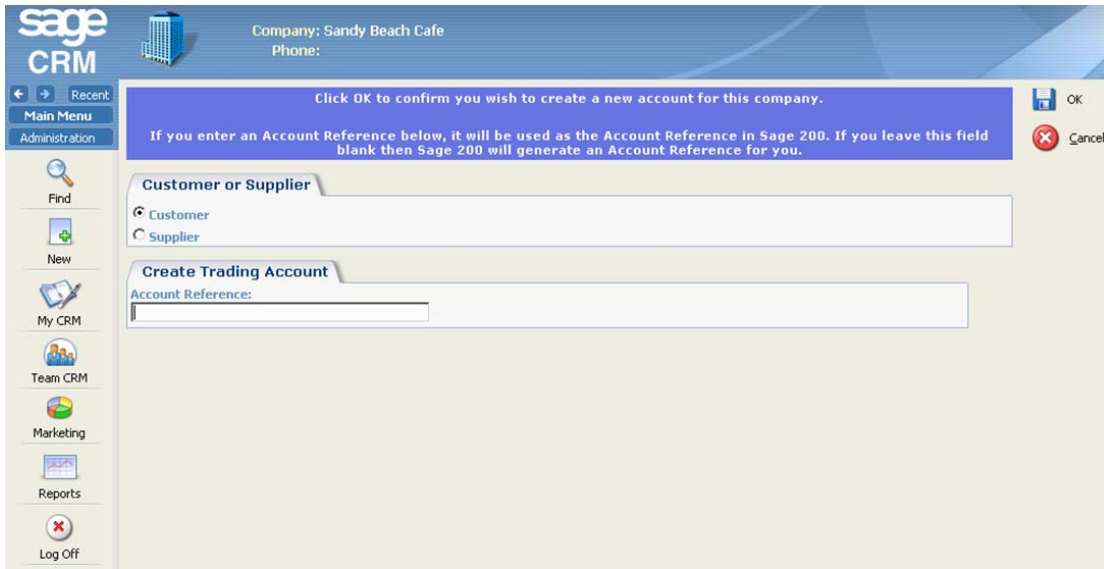 sage
CRM
Company: Sandy Beach Cafe
Phone:
Recent
Main Menu
Administration
Find
New
My CRM
Team CRM
Marketing
Reports
Log Off
Click OK to confirm you wish to create a new account for this company.
If you enter an Account Reference below, it will be used as the Account Reference in Sage 200. If you leave this field
blank then Sage 200 will generate an Account Reference for you.
OK
Cancel
Customer or Supplier
Customer
Supplier
Create Trading Account
Account Reference: